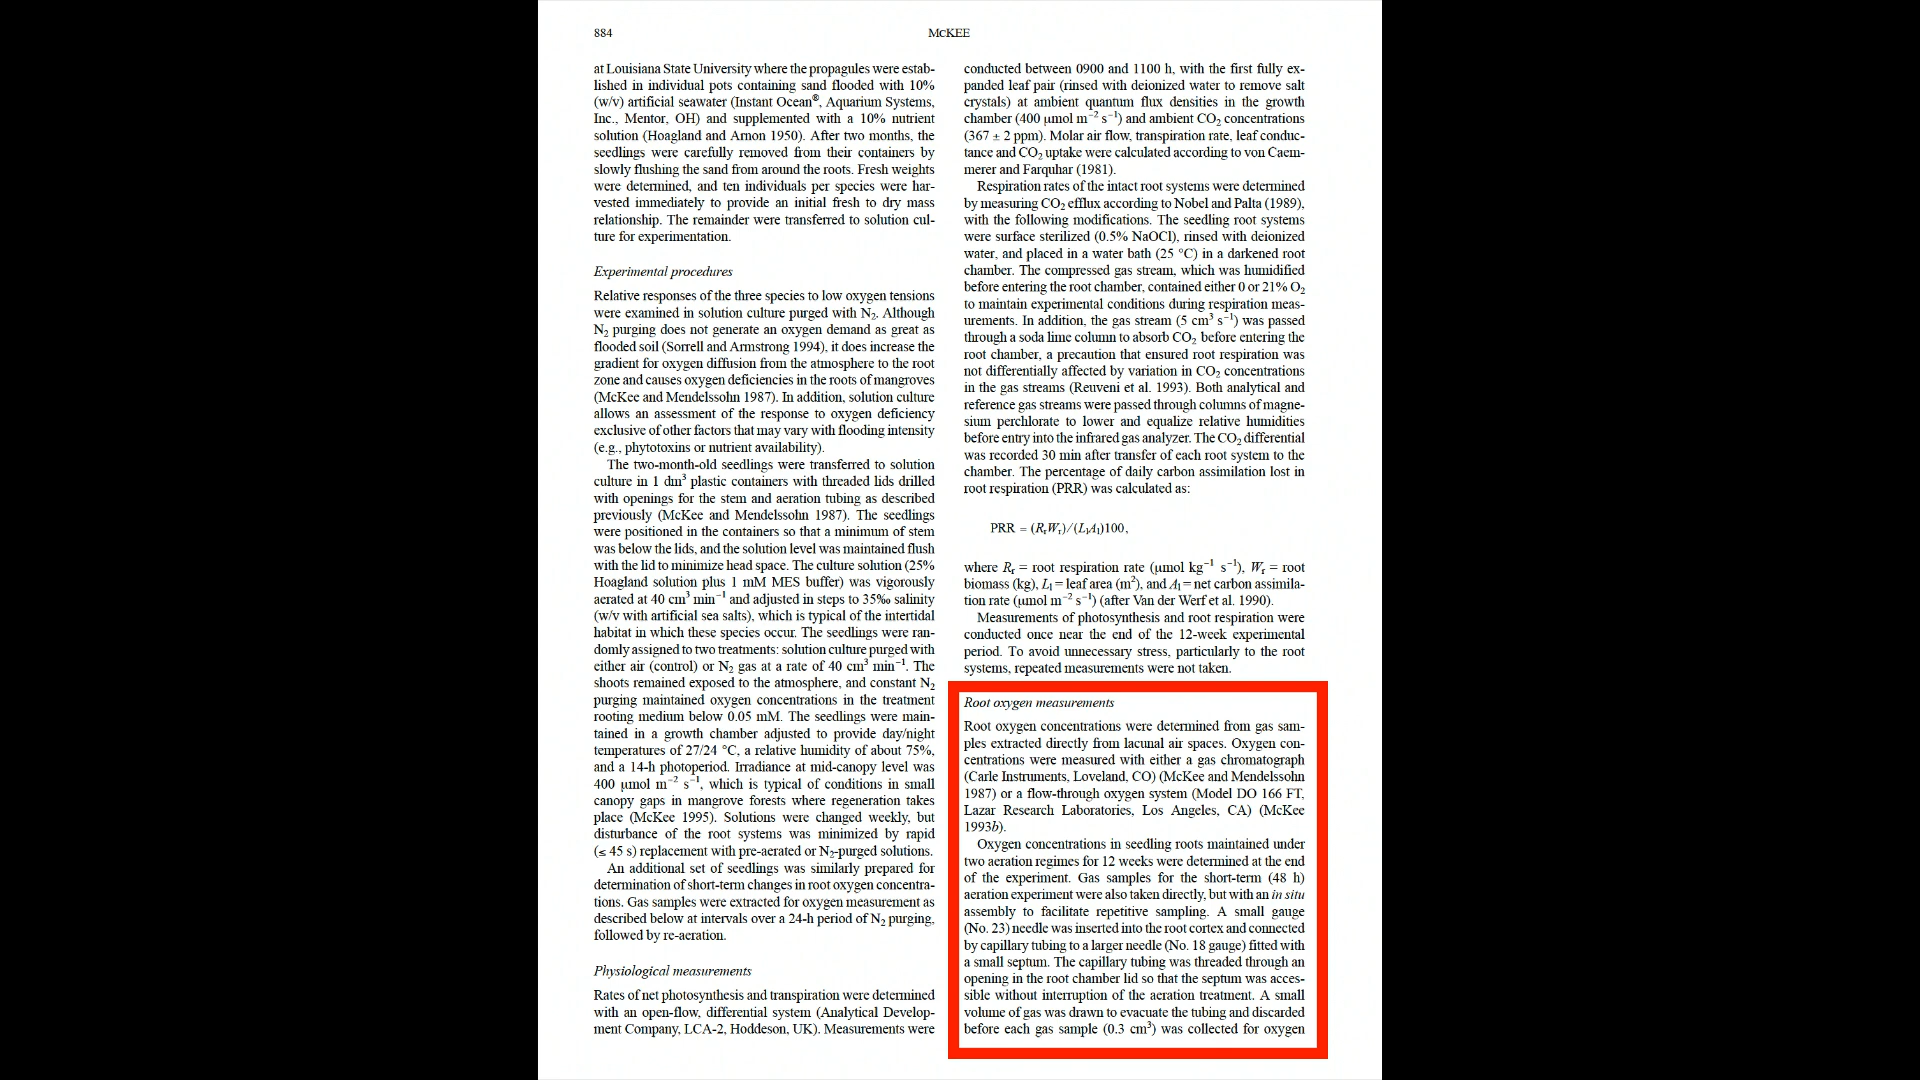 884
McKEE
at Louisiana State University where the propagules were estab-
lished in individual pots containing sand flooded with 10%
(w/v) artificial seawater (Instant Ocean®, Aquarium Systems,
Inc., Mentor, OH) and supplemented with a 10% nutrient
solution (Hoagland and Arnon 1950). After two months, the
seedlings were carefully removed from their containers by
slowly flushing the sand from around the roots. Fresh weights
were determined, and ten individuals per species were har-
vested immediately to provide an initial fresh to dry mass
relationship. The remainder were transferred to solution cul-
ture for experimentation.
Experimental procedures
Relative responses of the three species to low oxygen tensions
were examined in solution culture purged with N₂. Although
N₂ purging does not generate an oxygen demand as great as
flooded soil (Sorrell and Armstrong 1994), it does increase the
gradient for oxygen diffusion from the atmosphere to the root
zone and causes oxygen deficiencies in the roots of mangroves
(McKee and Mendelssohn 1987). In addition, solution culture
allows an assessment of the response to oxygen deficiency
exclusive of other factors that may vary with flooding intensity
(e.g., phytotoxins or nutrient availability).
The two-month-old seedlings were transferred to solution
culture in 1 dm³ plastic containers with threaded lids drilled
with openings for the stem and aeration tubing as described
previously (McKee and Mendelssohn 1987). The seedlings
were positioned in the containers so that a minimum of stem
was below the lids, and the solution level was maintained flush
with the lid to minimize head space. The culture solution (25%
Hoagland solution plus 1 mM MES buffer) was vigorously
aerated at 40 cm³ min⁻¹ and adjusted in steps to 35‰ salinity
(w/v with artificial sea salts), which is typical of the intertidal
habitat in which these species occur. The seedlings were ran-
domly assigned to two treatments: solution culture purged with
either air (control) or N₂ gas at a rate of 40 cm³ min⁻¹. The
shoots remained exposed to the atmosphere, and constant N₂
purging maintained oxygen concentrations in the treatment
rooting medium below 0.05 mM. The seedlings were main-
tained in a growth chamber adjusted to provide day/night
temperatures of 27/24 °C, a relative humidity of about 75%,
and a 14-h photoperiod. Irradiance at mid-canopy level was
400 µmol m⁻² s⁻¹, which is typical of conditions in small
canopy gaps in mangrove forests where regeneration takes
place (McKee 1995). Solutions were changed weekly, but
disturbance of the root systems was minimized by rapid
(≤ 45 s) replacement with pre-aerated or N₂-purged solutions.
An additional set of seedlings was similarly prepared for
determination of short-term changes in root oxygen concentra-
tions. Gas samples were extracted for oxygen measurement as
described below at intervals over a 24-h period of N₂ purging,
followed by re-aeration.
Physiological measurements
Rates of net photosynthesis and transpiration were determined
with an open-flow, differential system (Analytical Develop-
ment Company, LCA-2, Hoddeson, UK). Measurements were
conducted between 0900 and 1100 h, with the first fully ex-
panded leaf pair (rinsed with deionized water to remove salt
crystals) at ambient quantum flux densities in the growth
chamber (400 µmol m⁻² s⁻¹) and ambient CO₂ concentrations
(367 ± 2 ppm). Molar air flow, transpiration rate, leaf conduc-
tance and CO₂ uptake were calculated according to von Caem-
merer and Farquhar (1981).
Respiration rates of the intact root systems were determined
by measuring CO₂ efflux according to Nobel and Palta (1989),
with the following modifications. The seedling root systems
were surface sterilized (0.5% NaOCl), rinsed with deionized
water, and placed in a water bath (25 °C) in a darkened root
chamber. The compressed gas stream, which was humidified
before entering the root chamber, contained either 0 or 21% O₂
to maintain experimental conditions during respiration meas-
urements. In addition, the gas stream (5 cm³ s⁻¹) was passed
through a soda lime column to absorb CO₂ before entering the
root chamber, a precaution that ensured root respiration was
not differentially affected by variation in CO₂ concentrations
in the gas streams (Reuveni et al. 1993). Both analytical and
reference gas streams were passed through columns of magne-
sium perchlorate to lower and equalize relative humidities
before entry into the infrared gas analyzer. The CO₂ differential
was recorded 30 min after transfer of each root system to the
chamber. The percentage of daily carbon assimilation lost in
root respiration (PRR) was calculated as:
PRR = (RᵣWᵣ)/(LₗAₗ)100,
where Rᵣ = root respiration rate (µmol kg⁻¹ s⁻¹), Wᵣ = root
biomass (kg), Lₗ = leaf area (m²), and Aₗ = net carbon assimila-
tion rate (µmol m⁻² s⁻¹) (after Van der Werf et al. 1990).
Measurements of photosynthesis and root respiration were
conducted once near the end of the 12-week experimental
period. To avoid unnecessary stress, particularly to the root
systems, repeated measurements were not taken.
Root oxygen measurements
Root oxygen concentrations were determined from gas sam-
ples extracted directly from lacunal air spaces. Oxygen con-
centrations were measured with either a gas chromatograph
(Carle Instruments, Loveland, CO) (McKee and Mendelssohn
1987) or a flow-through oxygen system (Model DO 166 FT,
Lazar Research Laboratories, Los Angeles, CA) (McKee
1993b).
Oxygen concentrations in seedling roots maintained under
two aeration regimes for 12 weeks were determined at the end
of the experiment. Gas samples for the short-term (48 h)
aeration experiment were also taken directly, but with an in situ
assembly to facilitate repetitive sampling. A small gauge
(No. 23) needle was inserted into the root cortex and connected
by capillary tubing to a larger needle (No. 18 gauge) fitted with
a small septum. The capillary tubing was threaded through an
opening in the root chamber lid so that the septum was acces-
sible without interruption of the aeration treatment. A small
volume of gas was drawn to evacuate the tubing and discarded
before each gas sample (0.3 cm³) was collected for oxygen